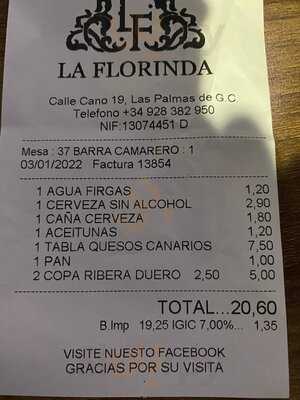 LF
LA FLORINDA
Calle Cano 19, Las Palmas de G.C.
Telefono +34 928 382 950
NIF:13074451 D
Mesa : 37 BARRA CAMARERO : 1
03/01/2022 Factura 13854
1 AGUA FIRGAS 1,20
1 CERVEZA SIN ALCOHOL 2,90
1 CAÑA CERVEZA 1,80
1 ACEITUNAS 1,20
1 TABLA QUESOS CANARIOS 7,50
1 PAN 1,00
2 COPA RIBERA DUERO 2,50 5,00
TOTAL...20,60
B.Imp 19,25 IGIC 7,00%... 1,35
VISITE NUESTO FACEBOOK
GRACIAS POR SU VISITA